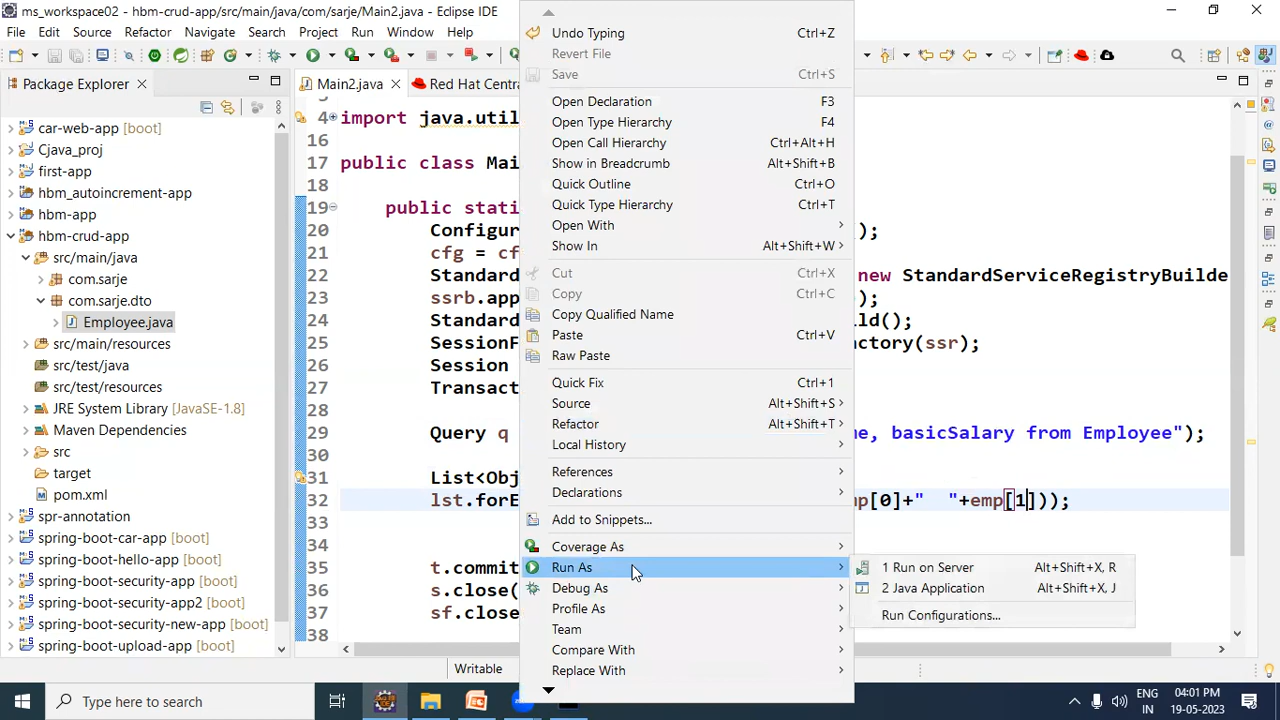 ms_workspace02 - hbm-crud-app/src/main/java/com/sarje/Main2.java - Eclipse IDE
File Edit Source Refactor Navigate Search Project Run Window Help
Package Explorer
car-web-app [boot]
Cjava_proj
first-app
hbm_autoincrement-app
hbm-app
hbm-crud-app
src/main/java
com.sarje
com.sarje.dto
Employee.java
src/main/resources
src/test/java
src/test/resources
JRE System Library [JavaSE-1.8]
Maven Dependencies
src
target
pom.xml
spr-annotation
spring-boot-car-app
spring-boot-hello-app
spring-boot-security-app
spring-boot-security-app2
spring-boot-security-new-app
spring-boot-upload-app
Main2.java
Red Hat Centra
4 import java.util
16
17 public class Mai
18
19 public stati
20 Configur );
21 cfg = cf
22 Standard new StandardServiceRegistryBuilde
23 ssrb.app );
24 Standard ld();
25 SessionF ctory(ssr);
26 Session
27 Transact
28
29 Query q me, basicSalary from Employee");
31 List<Obj
32 lst.forE mp[0]+" "+emp[1]));
33
34
35 t.commit
36 s.close(
37 sf.close
38
Undo Typing Ctrl+Z
Revert File
Save Ctrl+S
Open Declaration F3
Open Type Hierarchy F4
Open Call Hierarchy Ctrl+Alt+H
Show in Breadcrumb Alt+Shift+B
Quick Outline Ctrl+O
Quick Type Hierarchy Ctrl+T
Open With
Show In Alt+Shift+W
Cut Ctrl+X
Copy Ctrl+C
Copy Qualified Name
Paste Ctrl+V
Raw Paste
Quick Fix Ctrl+1
Source Alt+Shift+S
Refactor Alt+Shift+T
Local History
References
Declarations
Add to Snippets...
Coverage As
Run As
Debug As
Profile As
Team
Compare With
Replace With
1 Run on Server Alt+Shift+X, R
2 Java Application Alt+Shift+X, J
Run Configurations...
Writable
Type here to search
ENG
IN
04:01 PM
19-05-2023